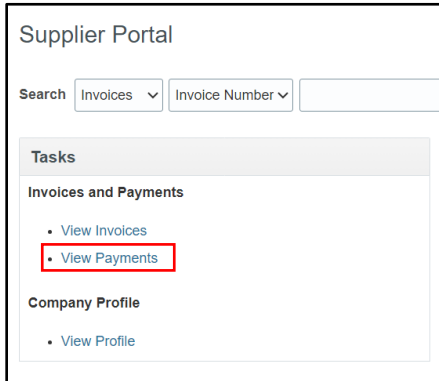 Supplier Portal
Search Invoices Invoice Number
Tasks
Invoices and Payments
• View Invoices
• View Payments
Company Profile
• View Profile